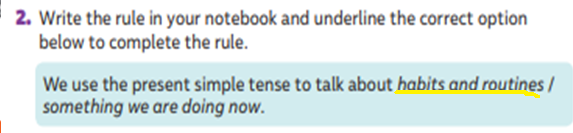 2. Write the rule in your notebook and underline the correct option
below to complete the rule.
We use the present simple tense to talk about habits and routines /
something we are doing now.